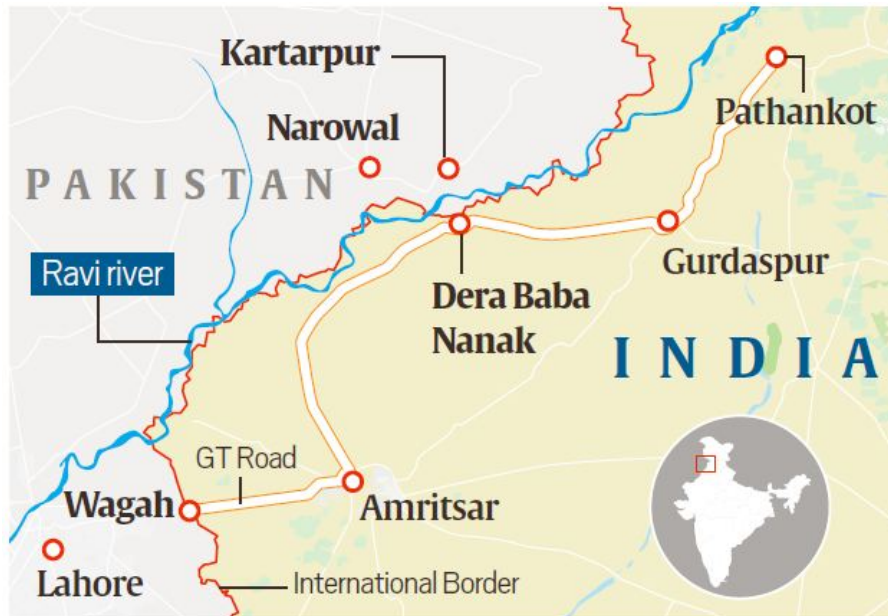 Kartarpur
Pathankot
Narowal
PAKISTAN
Ravi river
Gurdaspur
Dera Baba
Nanak
INDIA
GT Road
Wagah
Amritsar
Lahore
International Border